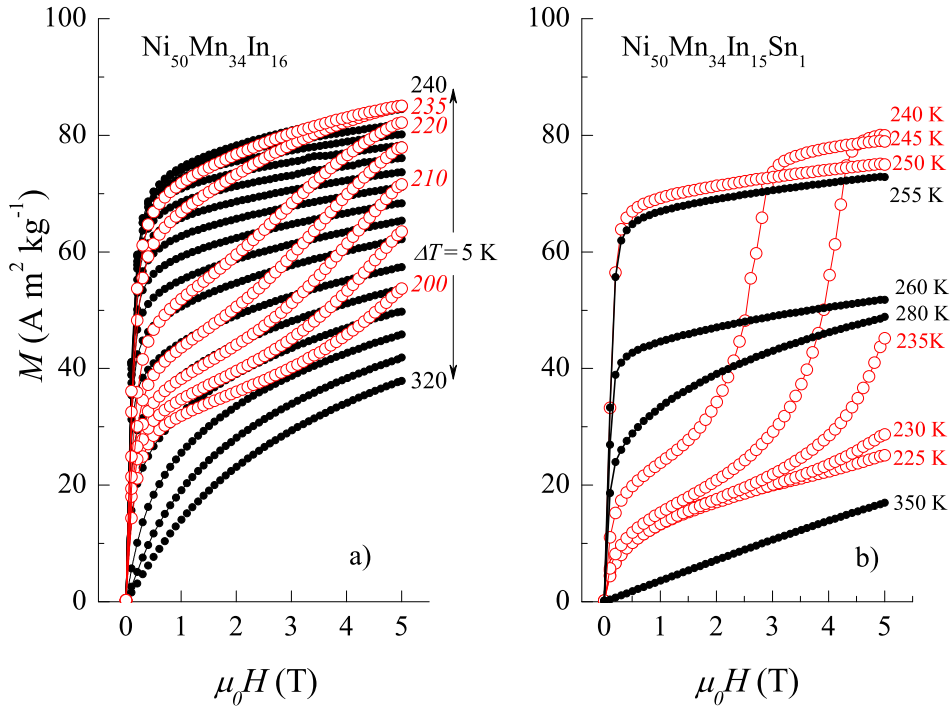 Ni50Mn34In16
M (A m2 kg-1)
100
80
60
40
20
0
240
235
220
210
ΔT = 5 K
200
320
a)
0 1 2 3 4 5
μ0H (T)
Ni50Mn34In15Sn1
100
80
60
40
20
0
240 K
245 K
250 K
255 K
260 K
280 K
235K
230 K
225 K
350 K
b)
0 1 2 3 4 5
μ0H (T)